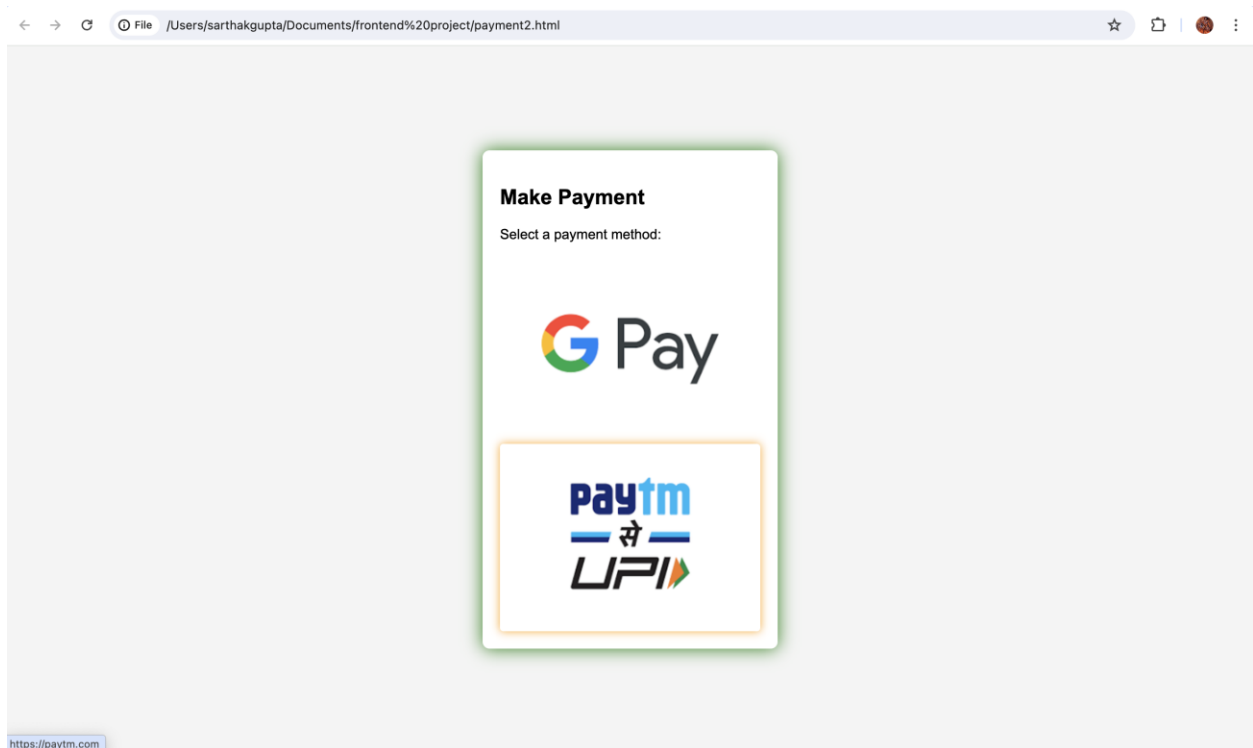 File /Users/sarthakgupta/Documents/frontend%20project/payment2.html
Make Payment
Select a payment method:
G Pay
paytm
से
UPI
https://paytm.com